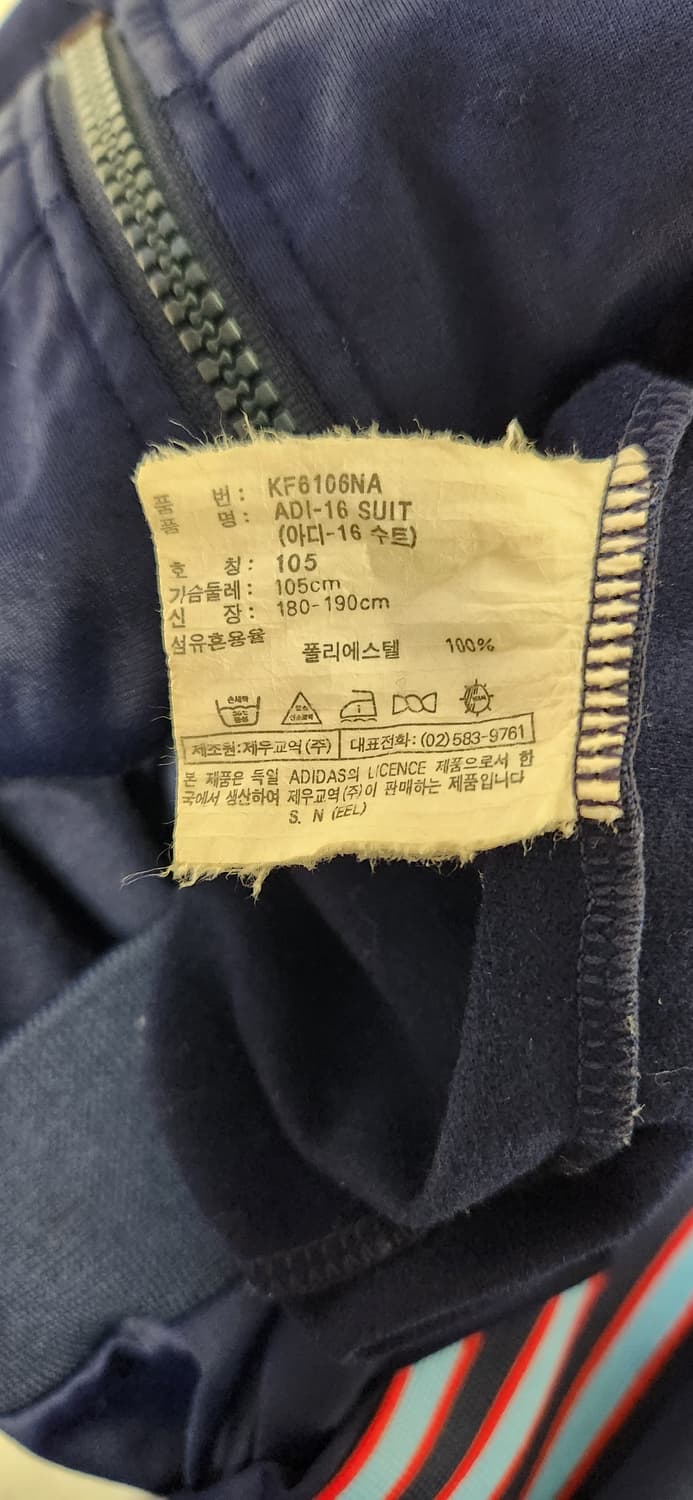 품 번: KF6106NA
품 명: ADI-16 SUIT
(아디-16 수트)
호 칭: 105
가슴둘레: 105cm
신 장: 180-190cm
섬유혼용율
폴리에스텔 100%
손세탁
제조원:제우교역(주) 대표전화:(02)583-9761
본 제품은 독일 ADIDAS의 LICENCE 제품으로서 한
국에서 생산하여 제우교역(주)이 판매하는 제품입니다
S. N (EEL)